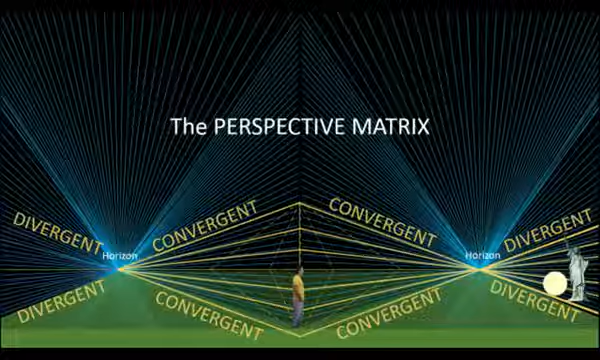 The PERSPECTIVE MATRIX
DIVERGENT
CONVERGENT
CONVERGENT
DIVERGENT
Horizon
Horizon
DIVERGENT
CONVERGENT
CONVERGENT
DIVERGENT